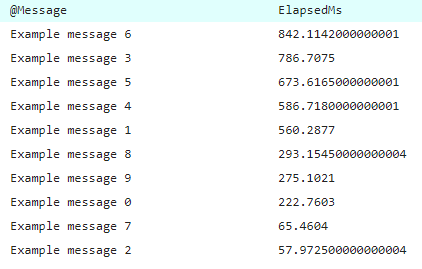 @Message ElapsedMs
Example message 6 842.1142000000001
Example message 3 786.7075
Example message 5 673.6165000000001
Example message 4 586.7180000000001
Example message 1 560.2877
Example message 8 293.15450000000004
Example message 9 275.1021
Example message 0 222.7603
Example message 7 65.4604
Example message 2 57.972500000000004